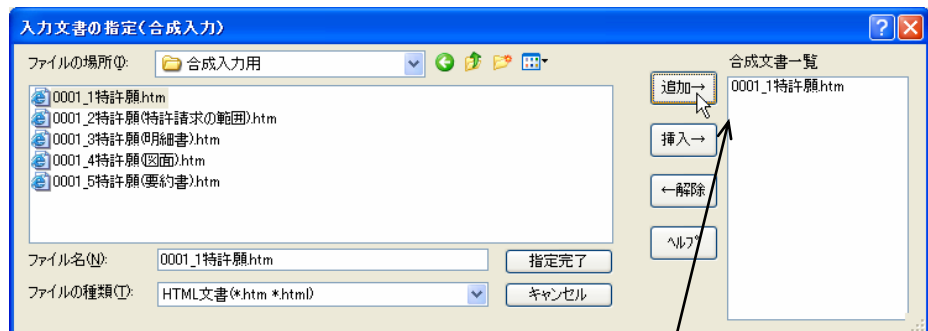 入力文書の指定(合成入力)
ファイルの場所(I):
合成入力用
0001_1特許願.htm
0001_2特許願(特許請求の範囲).htm
0001_3特許願(明細書).htm
0001_4特許願(図面).htm
0001_5特許願(要約書).htm
ファイル名(N):
0001_1特許願.htm
ファイルの種類(T):
HTML文書(*.htm *.html)
指定完了
キャンセル
追加→
挿入→
←解除
ヘルプ
合成文書一覧
0001_1特許願.htm